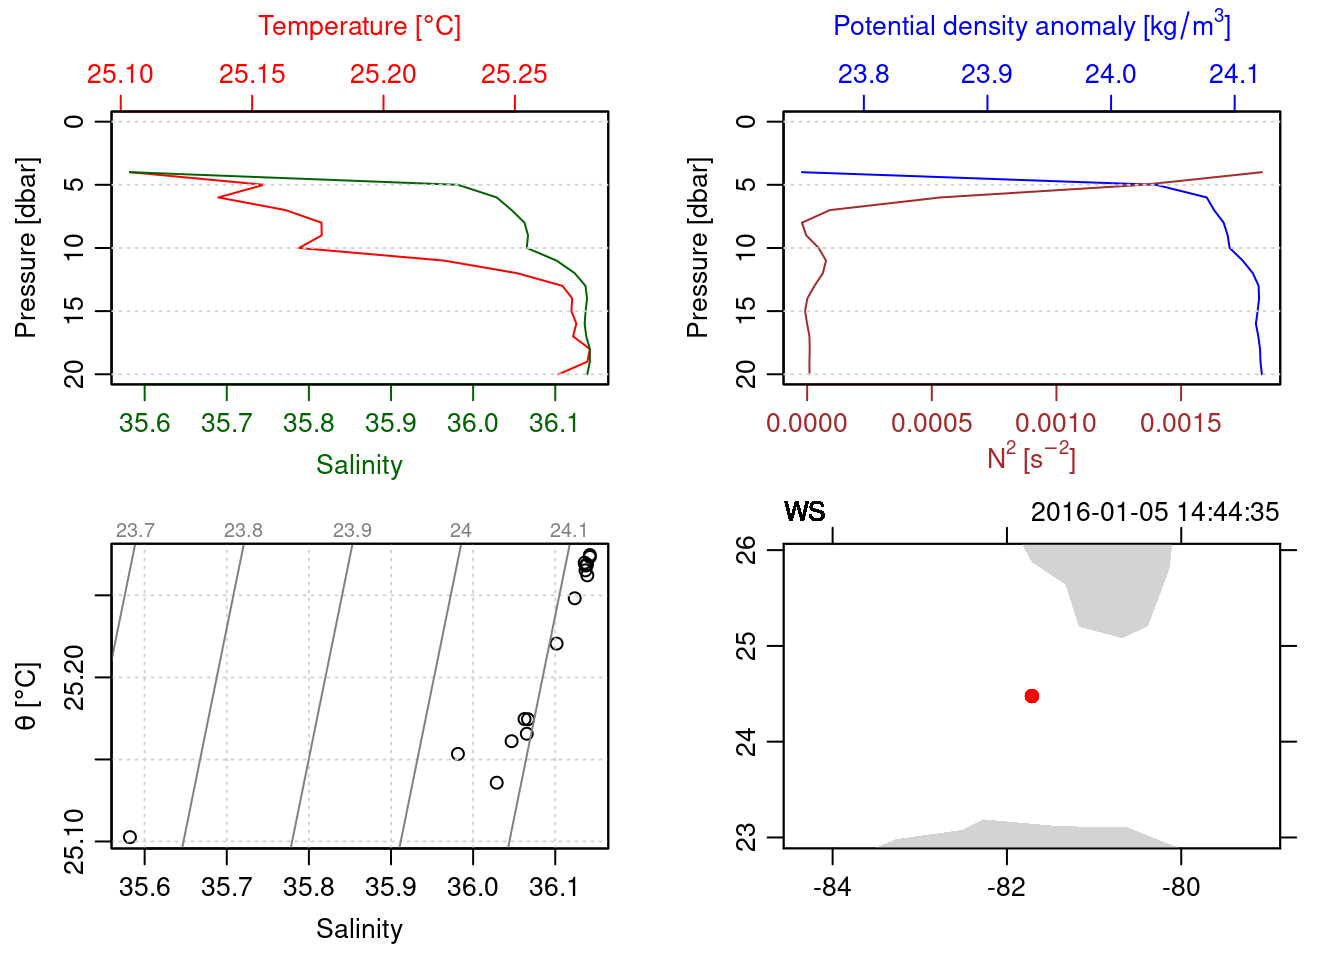 Temperature [°C]
25.10 25.15 25.20 25.25
Pressure [dbar]
0
5
10
15
20
35.6 35.7 35.8 35.9 36.0 36.1
Salinity
Potential density anomaly [kg/m³]
23.8 23.9 24.0 24.1
Pressure [dbar]
0
5
10
15
20
0.0000 0.0005 0.0010 0.0015
N² [s⁻²]
23.7 23.8 23.9 24 24.1
θ [°C]
25.20
25.10
35.6 35.7 35.8 35.9 36.0 36.1
Salinity
WS 2016-01-05 14:44:35
26
25
24
23
-84 -82 -80